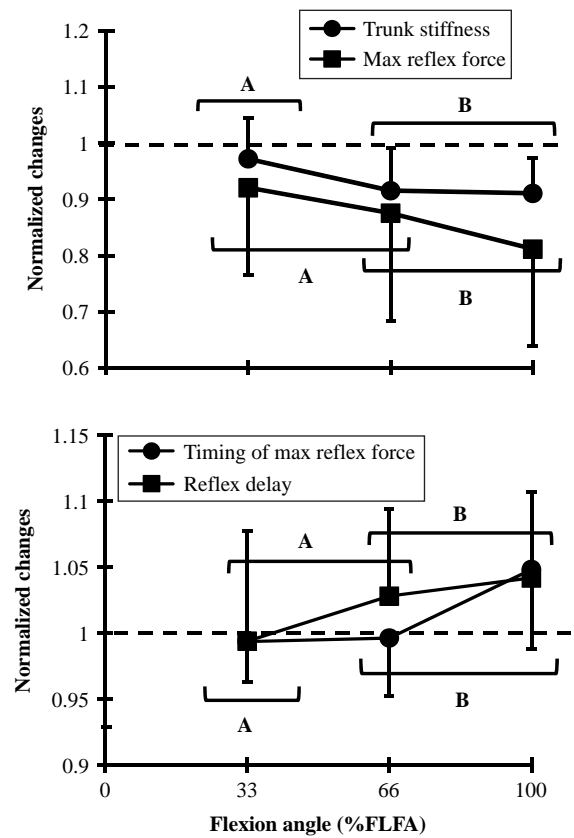 1.2
Trunk stiffness
Max reflex force
1.1
A
B
1
0.9
0.8
A
B
0.7
0.6
Normalized changes
1.15
Timing of max reflex force
Reflex delay
1.1
B
A
1.05
1
0.95
A
B
0.9
Normalized changes
0 33 66 100
Flexion angle (%FLFA)